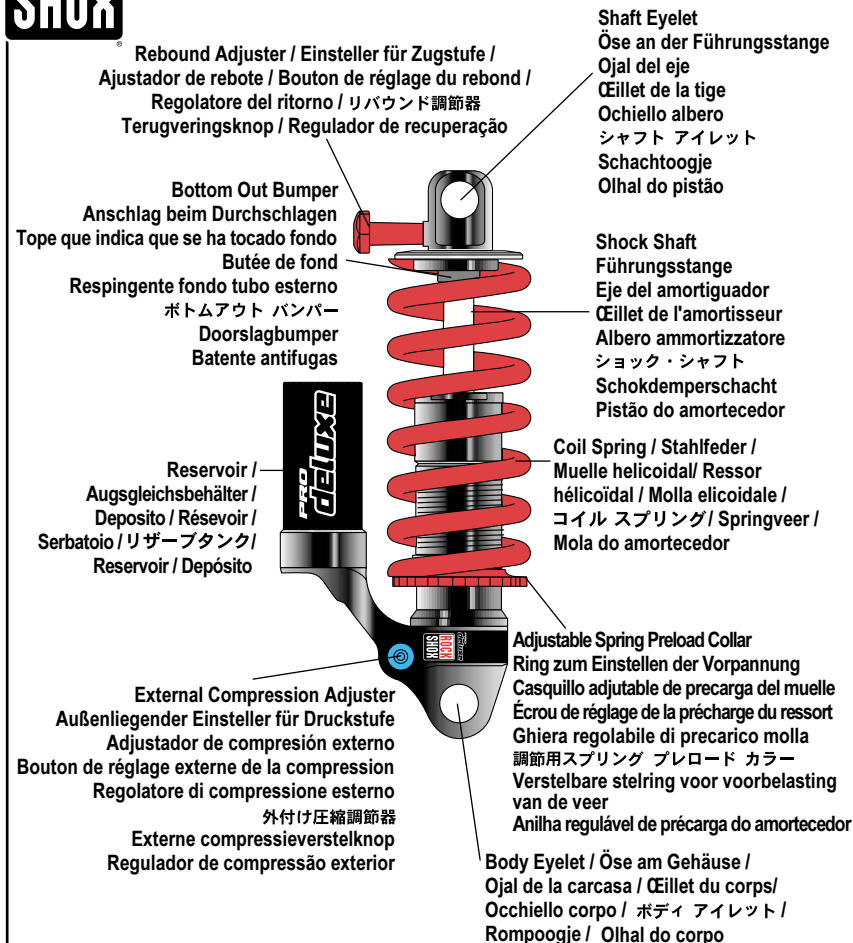 SHOX
®
Rebound Adjuster / Einsteller für Zugstufe /
Ajustador de rebote / Bouton de réglage du rebond /
Regolatore del ritorno / リバウンド調節器
Terugveringsknop / Regulador de recuperação
Shaft Eyelet
Öse an der Führungsstange
Ojal del eje
Œillet de la tige
Ochiello albero
シャフト アイレット
Schachtoogje
Olhal do pistão
Bottom Out Bumper
Anschlag beim Durchschlagen
Tope que indica que se ha tocado fondo
Butée de fond
Respingente fondo tubo esterno
ボトムアウト バンパー
Doorslagbumper
Batente antifugas
Shock Shaft
Führungsstange
Eje del amortiguador
Œillet de l'amortisseur
Albero ammortizzatore
ショック・シャフト
Schokdemperschacht
Pistão do amortecedor
PRO
deluxe
Reservoir /
Augsgleichsbehälter /
Deposito / Résevoir /
Serbatoio / リザーブタンク/
Reservoir / Depósito
Coil Spring / Stahlfeder /
Muelle helicoidal/ Ressor
hélicoïdal / Molla elicoidale /
コイル スプリング/ Springveer /
Mola do amortecedor
ROCK
SHOX
deluxe
Adjustable Spring Preload Collar
Ring zum Einstellen der Vorpannung
Casquillo adjutable de precarga del muelle
Écrou de réglage de la précharge du ressort
Ghiera regolabile di precarico molla
調節用スプリング プレロード カラー
Verstelbare stelring voor voorbelasting
van de veer
Anilha regulável de précarga do amortecedor
External Compression Adjuster
Außenliegender Einsteller für Druckstufe
Adjustador de compresión externo
Bouton de réglage externe de la compression
Regolatore di compressione esterno
外付け圧縮調節器
Externe compressieverstelknop
Regulador de compressão exterior
Body Eyelet / Öse am Gehäuse /
Ojal de la carcasa / Œillet du corps/
Occhiello corpo / ボディ アイレット /
Rompoogje / Olhal do corpo